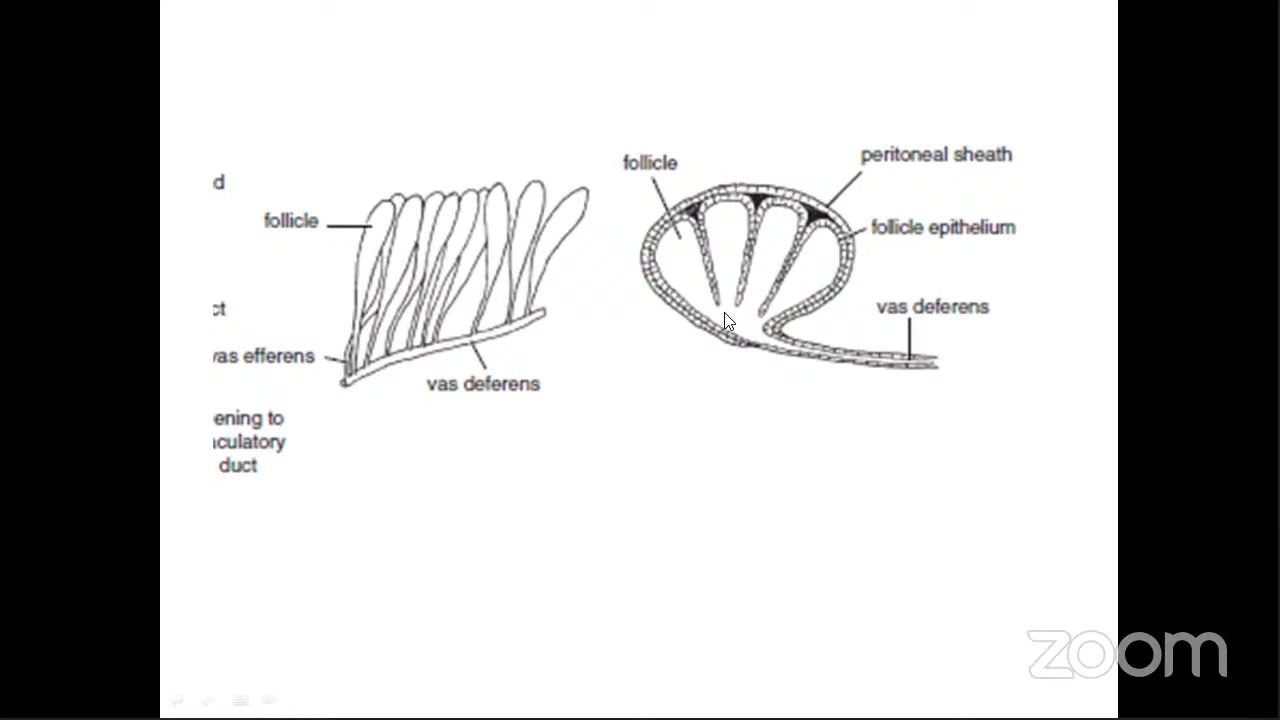 d
follicle
ct
vas efferens
vas deferens
ening to
culatory
duct
follicle
peritoneal sheath
follicle epithelium
vas deferens
zoom